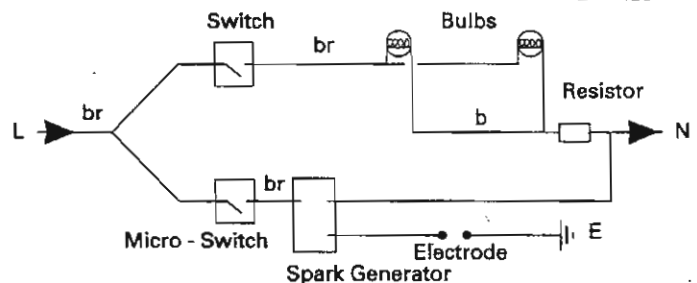 Switch
br
Bulbs
Resistor
L
br
b
N
br
Micro - Switch
E
Electrode
Spark Generator